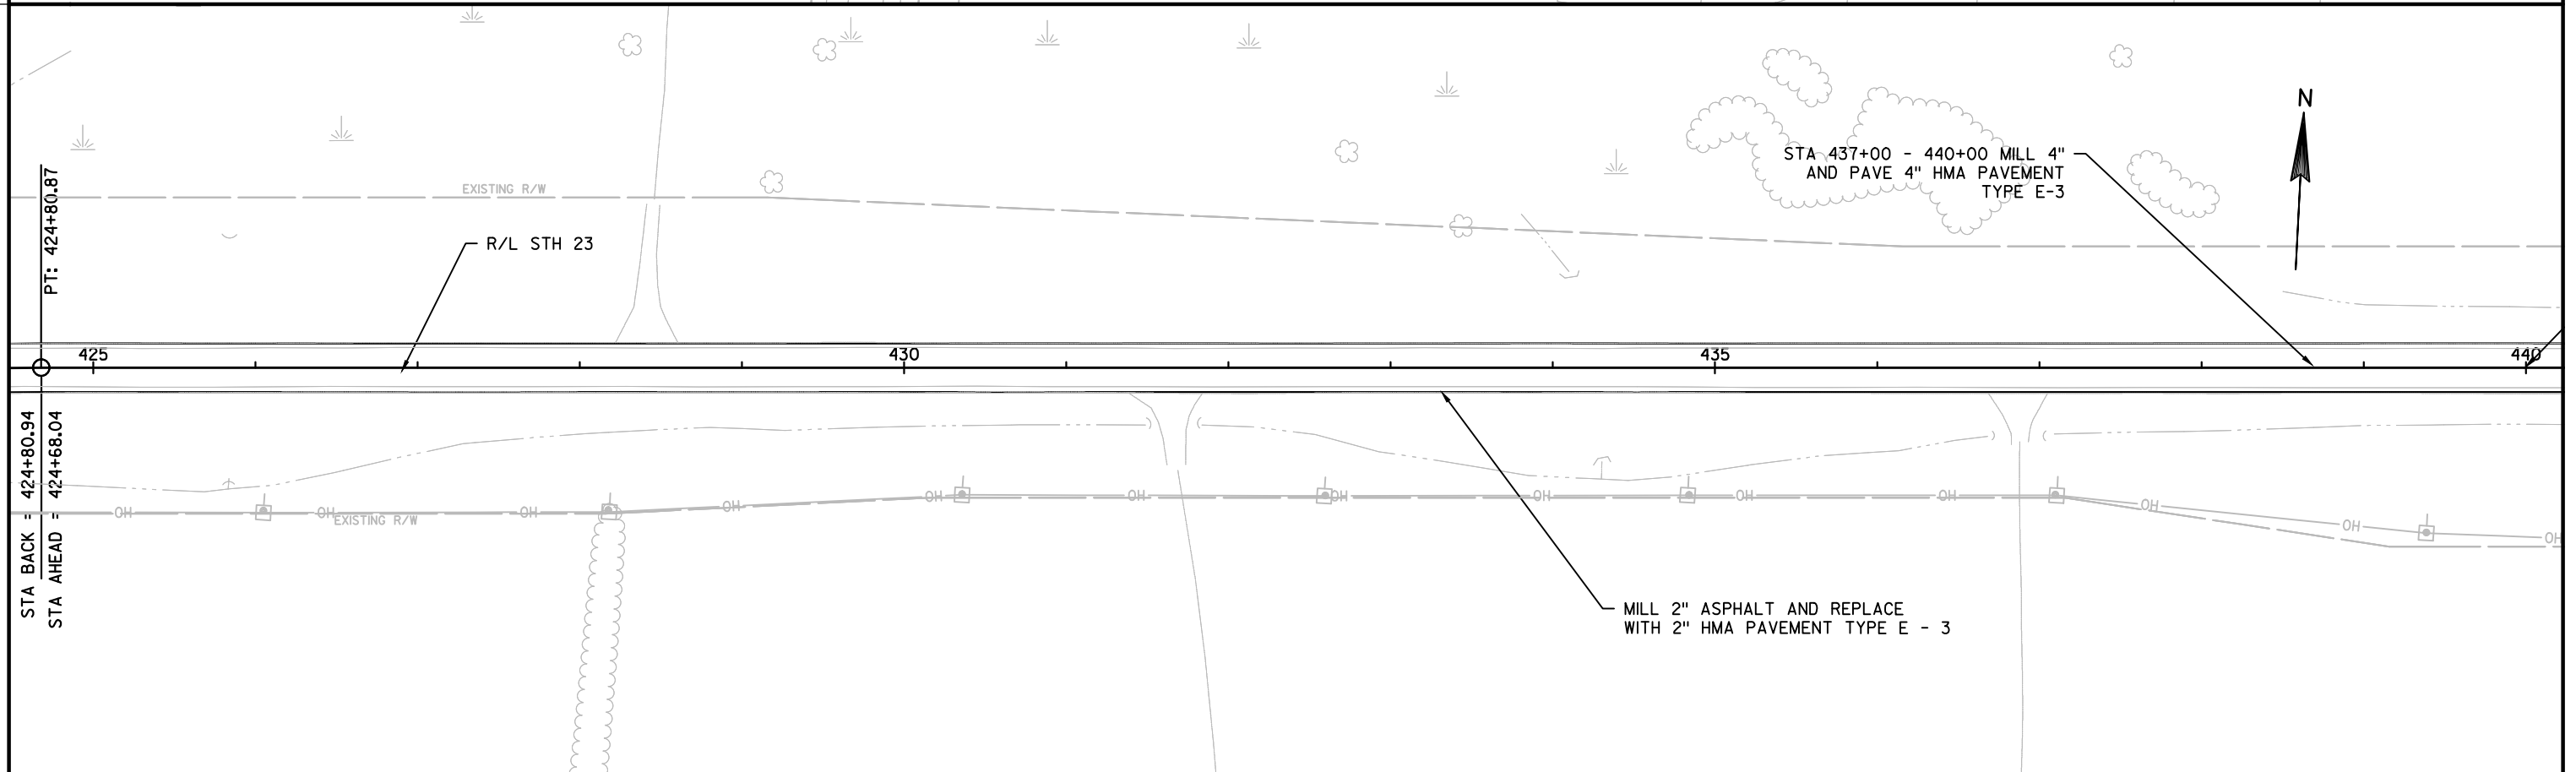 N
STA 437+00 - 440+00 MILL 4"
AND PAVE 4" HMA PAVEMENT
TYPE E-3
EXISTING R/W
PT: 424+80.87
R/L STH 23
425
430
435
440
STA BACK = 424+80.94
STA AHEAD = 424+68.04
OH
OH
OH
OH
OH
OH
OH
OH
OH
OH
OH
OH
OH
EXISTING R/W
MILL 2" ASPHALT AND REPLACE
WITH 2" HMA PAVEMENT TYPE E - 3